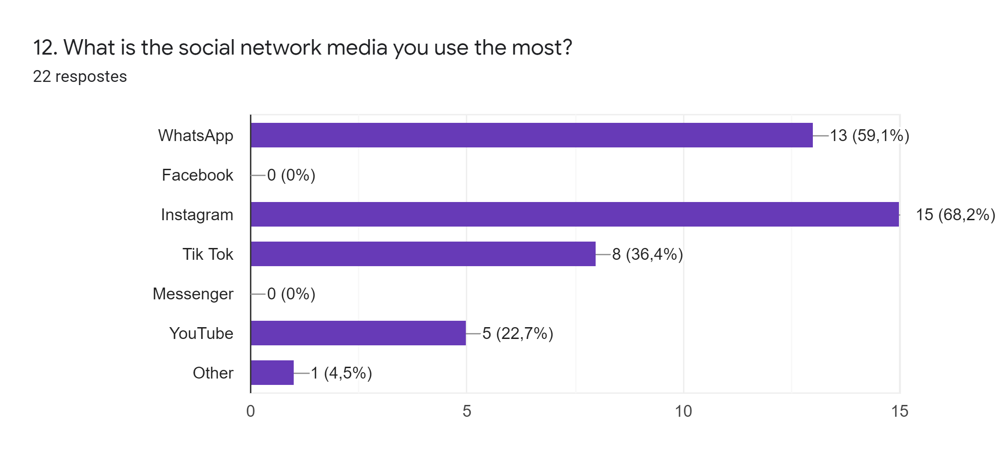 12. What is the social network media you use the most?
22 respostes
WhatsApp 13 (59,1%)
Facebook 0 (0%)
Instagram 15 (68,2%)
Tik Tok 8 (36,4%)
Messenger 0 (0%)
YouTube 5 (22,7%)
Other 1 (4,5%)
0 5 10 15